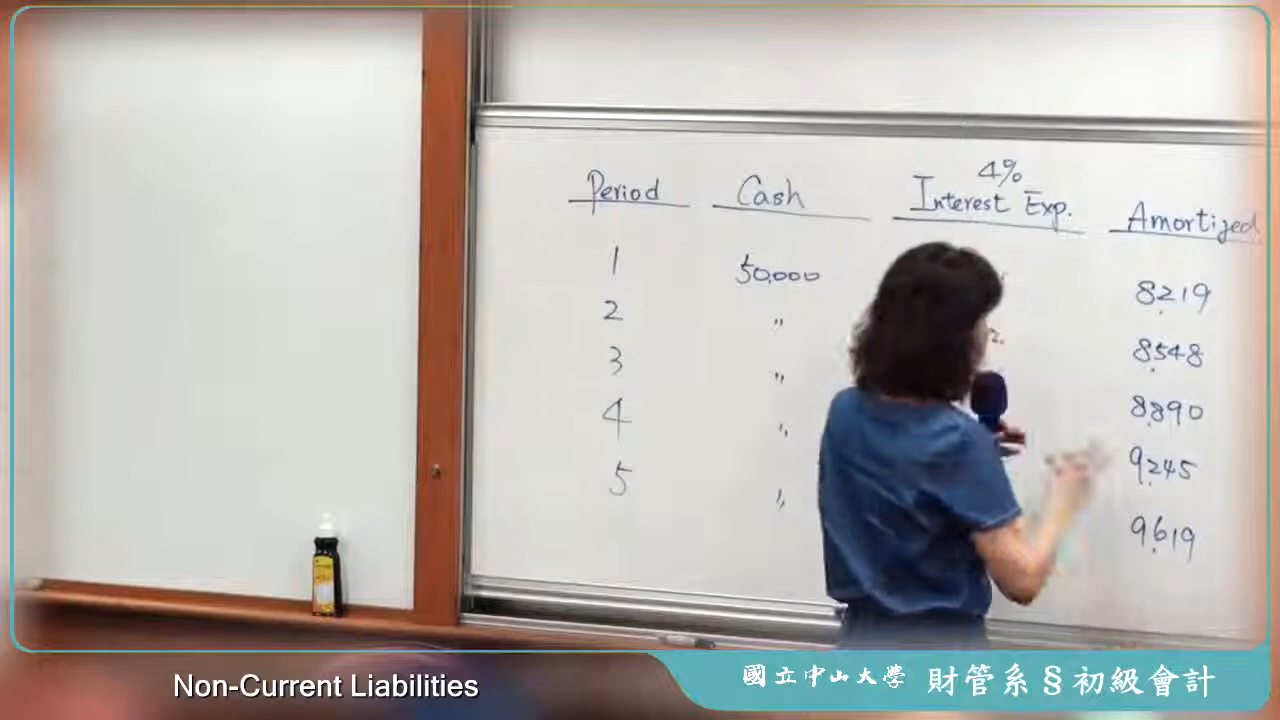 4%
Period Cash Interest Exp. Amortized
1 50,000 8,219
2 " 8,548
3 " 8,890
4 " 9,245
5 " 9,619
Non-Current Liabilities
國立中山大學 財管系§初級會計